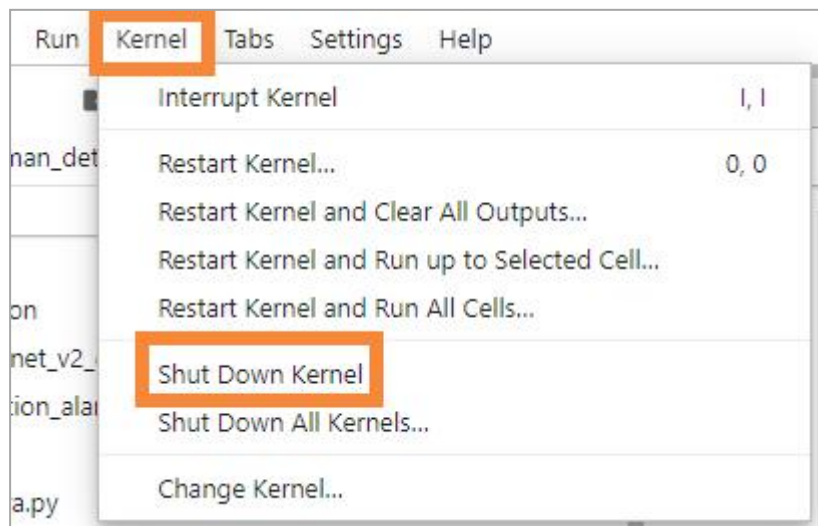 Run Kernel Tabs Settings Help
Interrupt Kernel I, I
man_det
Restart Kernel... 0, 0
Restart Kernel and Clear All Outputs...
Restart Kernel and Run up to Selected Cell...
on
Restart Kernel and Run All Cells...
net_v2_
Shut Down Kernel
tion_alar
Shut Down All Kernels...
Change Kernel...
a.py